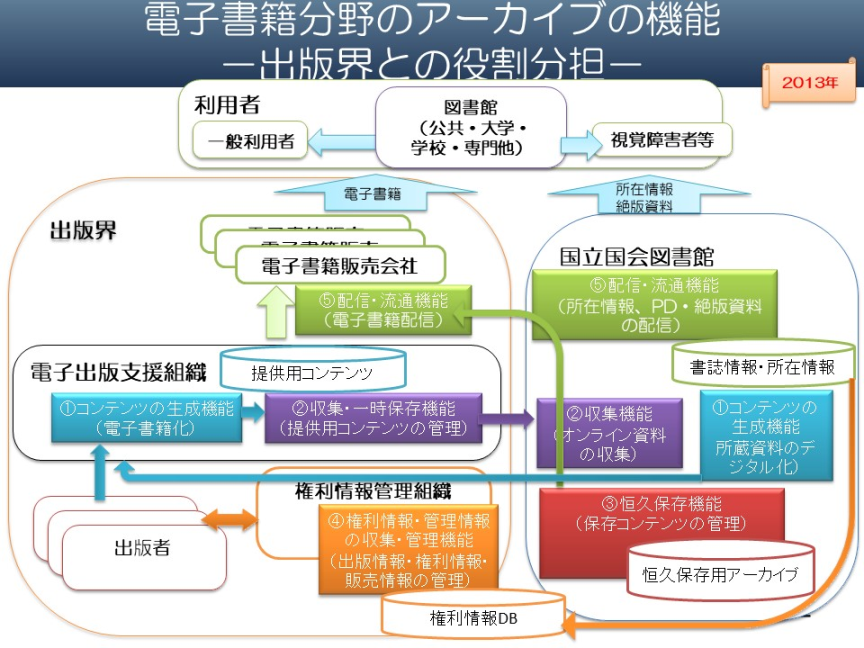 電子書籍分野のアーカイブの機能
－出版界との役割分担－
2013年
利用者
一般利用者
図書館
（公共・大学・
学校・専門他）
視覚障害者等
電子書籍
所在情報
絶版資料
出版界
電子書籍販売会社
⑤配信・流通機能
（電子書籍配信）
国立国会図書館
⑤配信・流通機能
（所在情報、PD・絶版資料
の配信）
書誌情報・所在情報
電子出版支援組織
提供用コンテンツ
①コンテンツの生成機能
（電子書籍化）
②収集・一時保存機能
（提供用コンテンツの管理）
②収集機能
（オンライン資料
の収集）
①コンテンツの
生成機能
所蔵資料のデ
ジタル化）
権利情報管理組織
④権利情報・管理情報
の収集・管理機能
（出版情報・権利情報・
販売情報の管理）
③恒久保存機能
（保存コンテンツの管理）
恒久保存用アーカイブ
出版者
権利情報DB